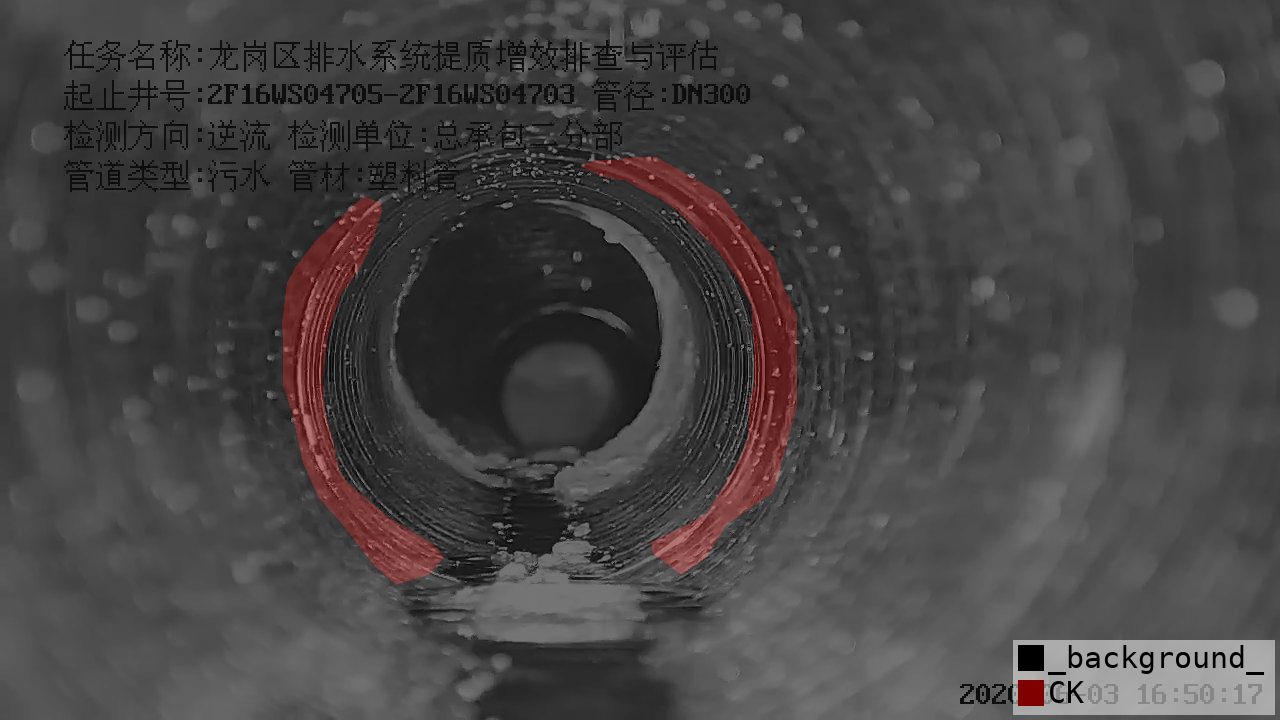 任务名称:龙岗区排水系统提质增效排查与评估
起止井号:2F16WS04705-2F16WS04703 管径:DN300
检测方向:逆流 检测单位:总承包二分部
管道类型:污水 管材:塑料管
_background_
CK
03 16:50:17